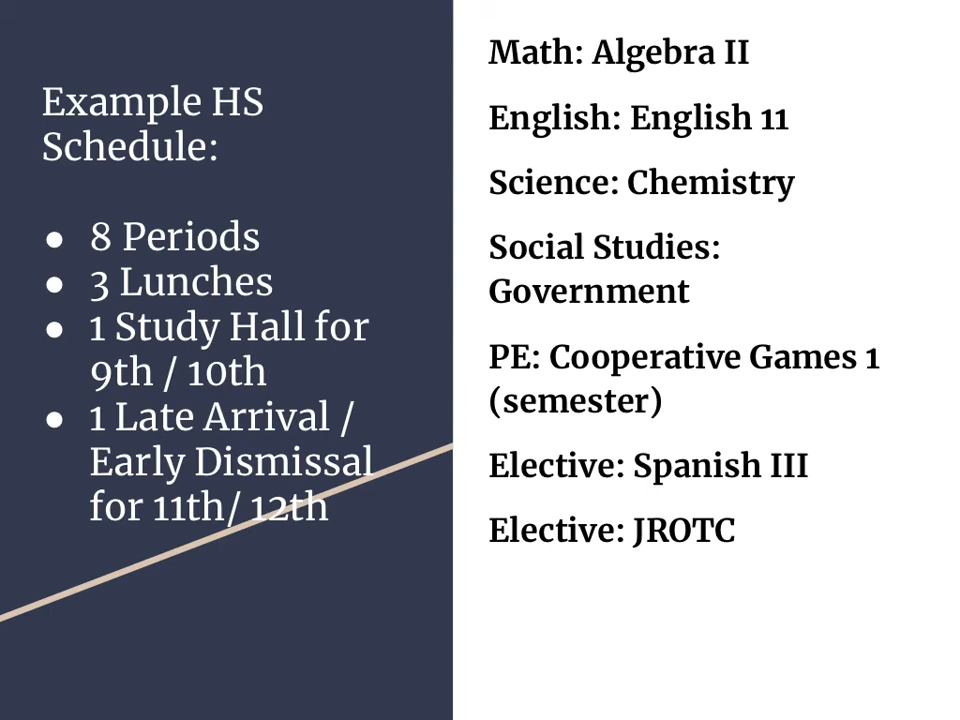 Example HS
Schedule:
● 8 Periods
● 3 Lunches
● 1 Study Hall for
9th / 10th
● 1 Late Arrival /
Early Dismissal
for 11th/ 12th
Math: Algebra II
English: English 11
Science: Chemistry
Social Studies:
Government
PE: Cooperative Games 1
(semester)
Elective: Spanish III
Elective: JROTC